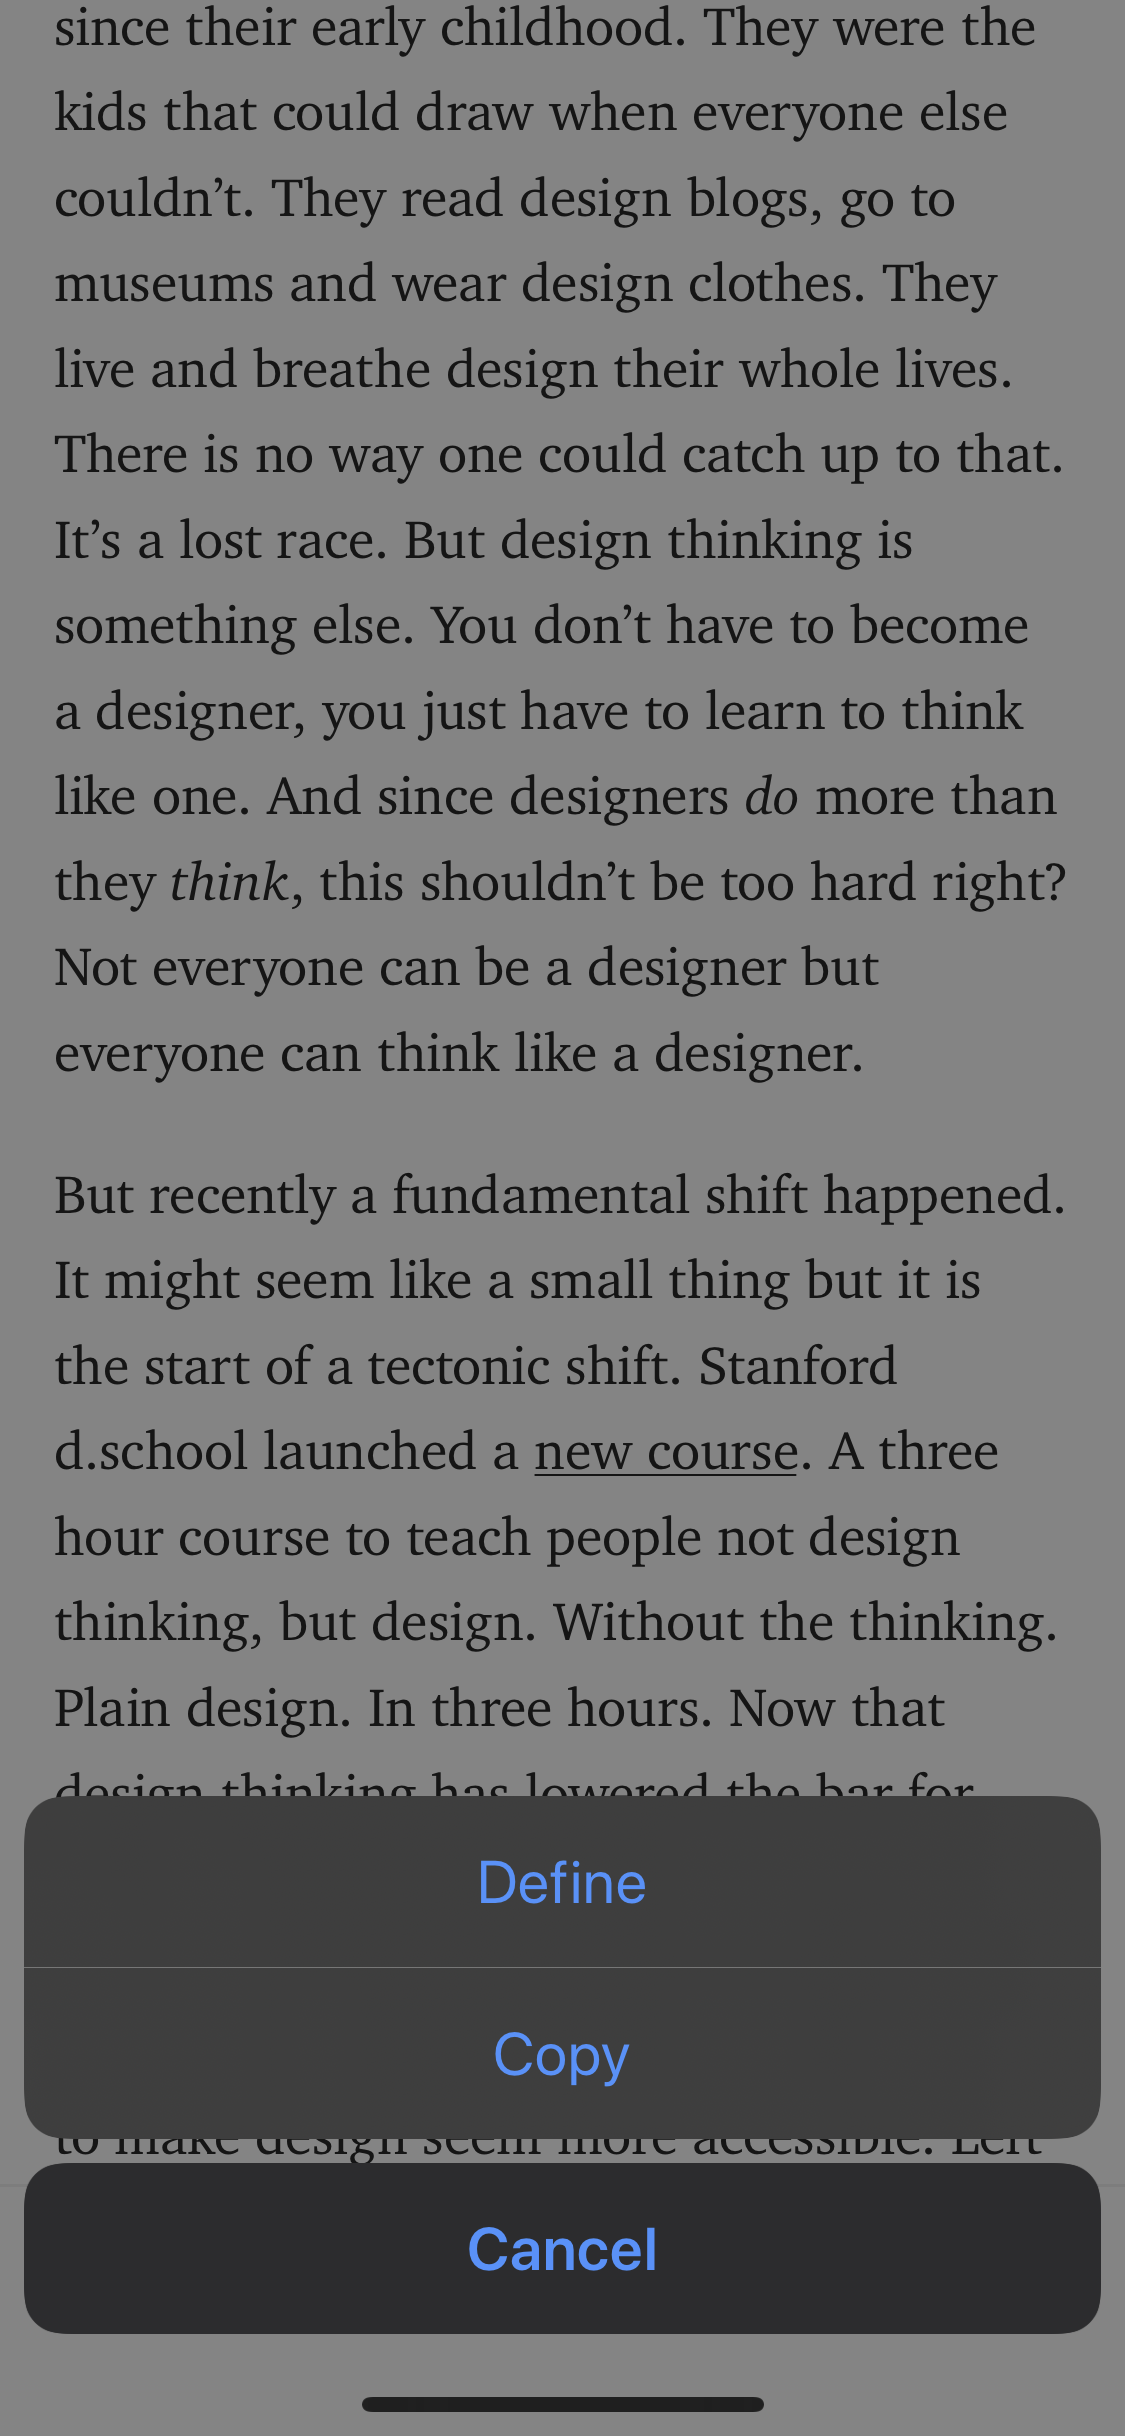 since their early childhood. They were the
kids that could draw when everyone else
couldn’t. They read design blogs, go to
museums and wear design clothes. They
live and breathe design their whole lives.
There is no way one could catch up to that.
It’s a lost race. But design thinking is
something else. You don’t have to become
a designer, you just have to learn to think
like one. And since designers do more than
they think, this shouldn’t be too hard right?
Not everyone can be a designer but
everyone can think like a designer.
But recently a fundamental shift happened.
It might seem like a small thing but it is
the start of a tectonic shift. Stanford
d.school launched a new course. A three
hour course to teach people not design
thinking, but design. Without the thinking.
Plain design. In three hours. Now that
design thinking has lowered the bar for
Define
Copy
to make design seem more accessible. Left
Cancel